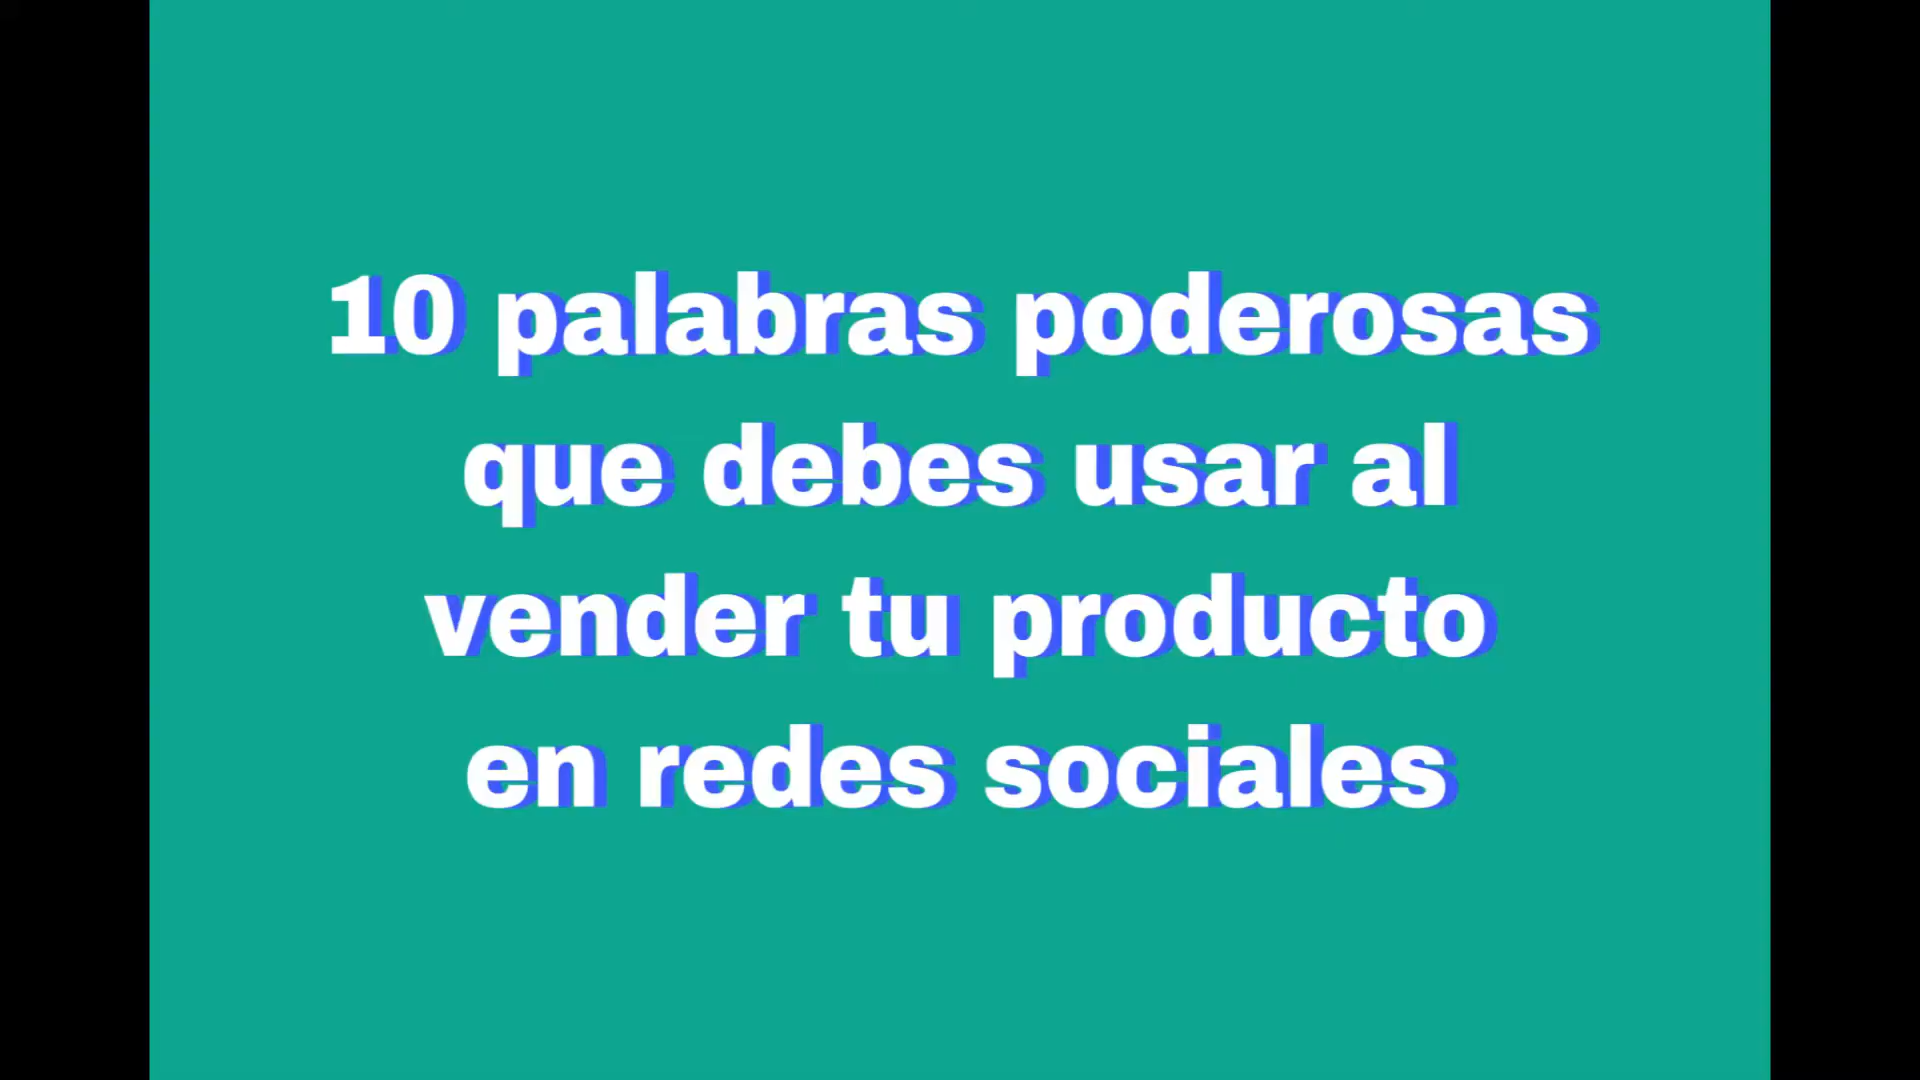 10 palabras poderosas
que debes usar al
vender tu producto
en redes sociales